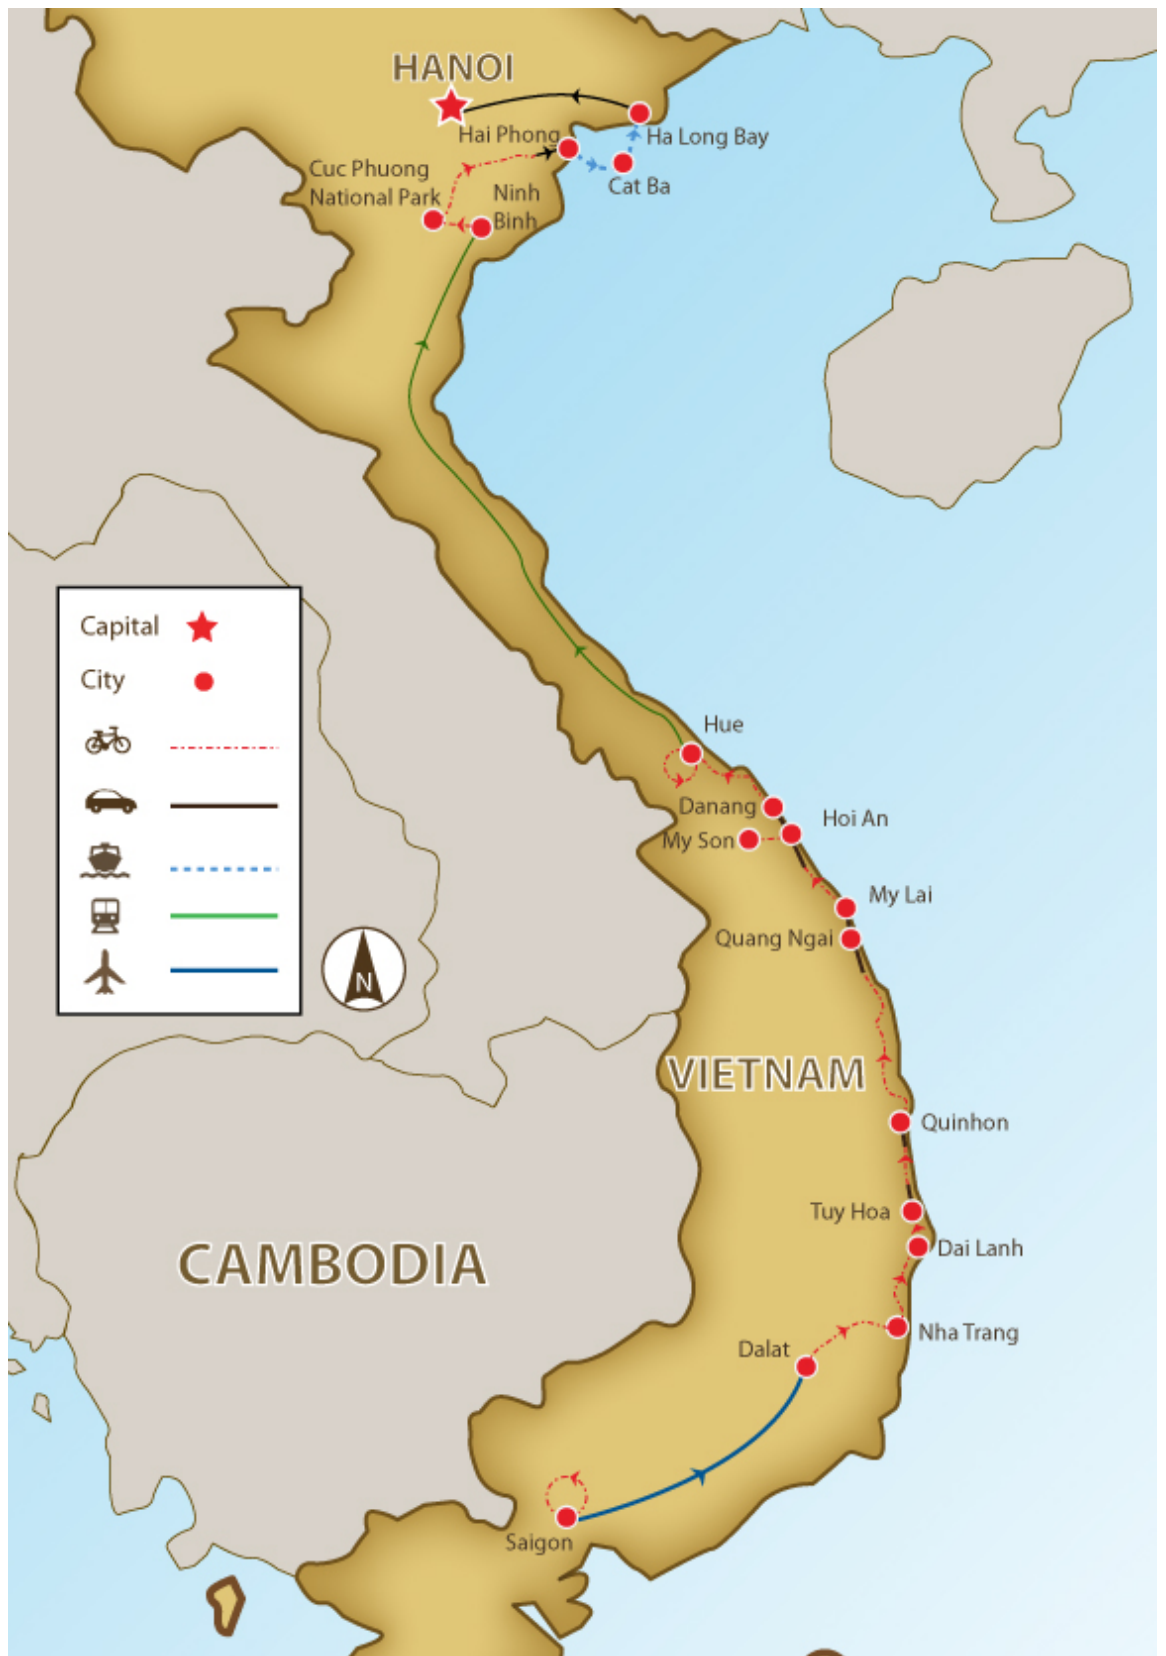 HANOI
Hai Phong
Ha Long Bay
Cuc Phuong
National Park
Cat Ba
Ninh
Binh
Capital
City
Hue
Danang
Hoi An
My Son
My Lai
Quang Ngai
N
VIETNAM
Quinhon
Tuy Hoa
Dai Lanh
CAMBODIA
Nha Trang
Dalat
Saigon